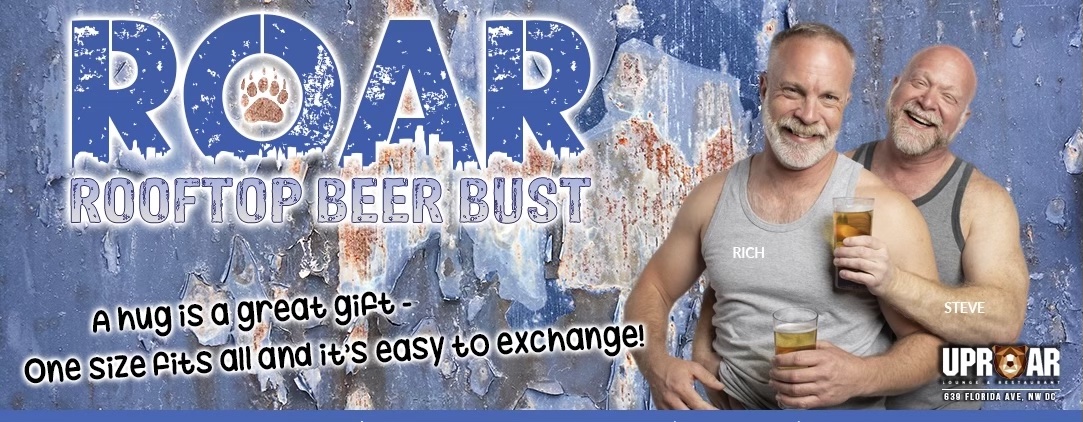 ROAR
ROOFTOP BEER BUST
A hug is a great gift -
One size fits all and it's easy to exchange!
RICH
STEVE
UPROAR
LOUNGE & RESTAURANT
639 FLORIDA AVE, NW DC